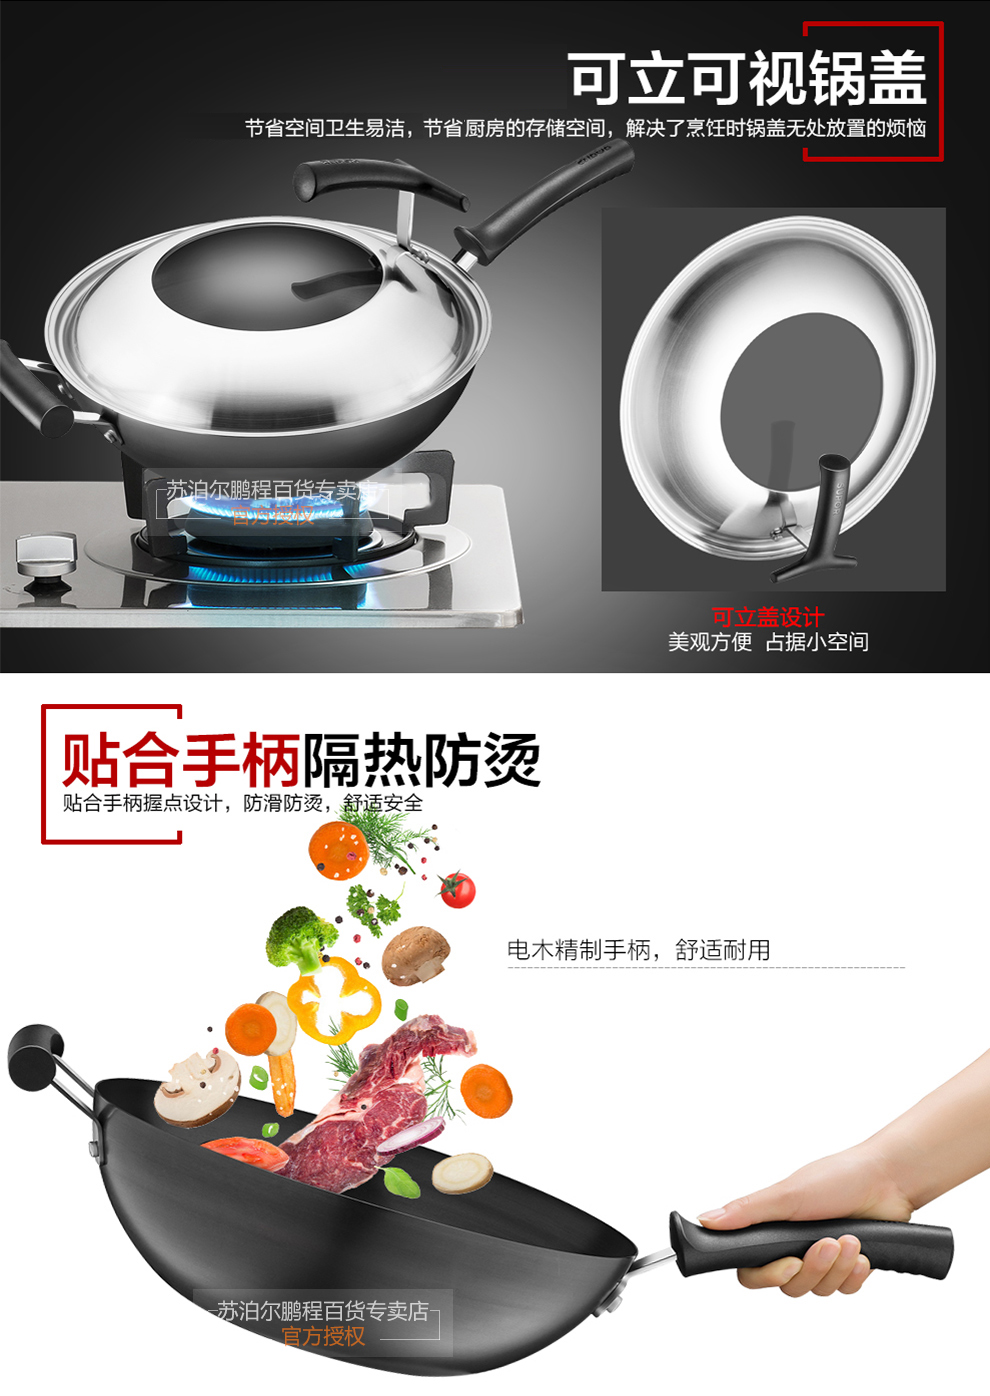 可立可视锅盖
节省空间卫生易洁，节省厨房的存储空间，解决了烹饪时锅盖无处放置的烦恼
SUPOR
苏泊尔鹏程百货专卖店
官方授权
可立盖设计
美观方便 占据小空间
贴合手柄隔热防烫
贴合手柄握点设计，防滑防烫，舒适安全
电木精制手柄，舒适耐用
苏泊尔鹏程百货专卖店
官方授权